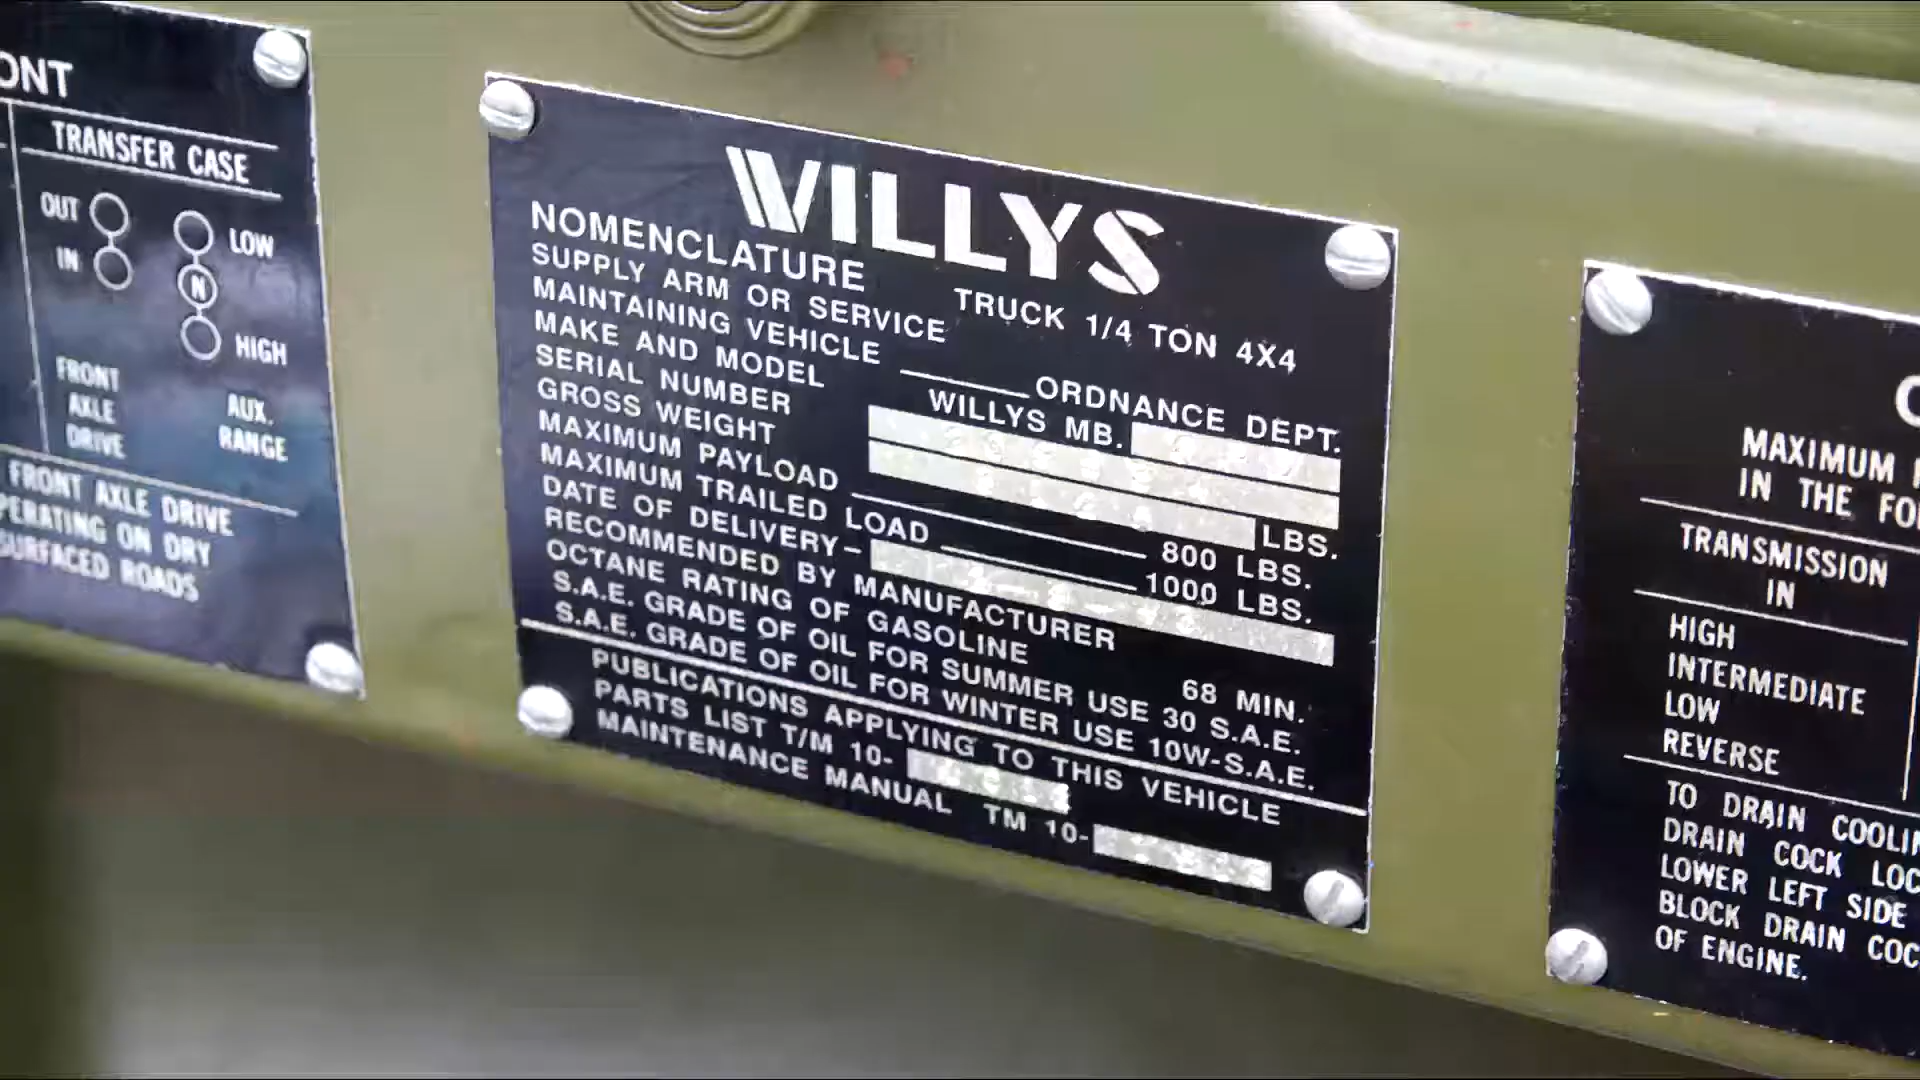 ONT
TRANSFER CASE
OUT
IN
LOW
N
HIGH
FRONT
AXLE
DRIVE
AUX.
RANGE
FRONT AXLE DRIVE
PERATING ON DRY
SURFACED ROADS
WILLYS
NOMENCLATURE TRUCK 1/4 TON 4X4
SUPPLY ARM OR SERVICE
MAINTAINING VEHICLE ORDNANCE DEPT.
MAKE AND MODEL WILLYS MB.
SERIAL NUMBER
GROSS WEIGHT LBS.
MAXIMUM PAYLOAD 800 LBS.
MAXIMUM TRAILED LOAD 1000 LBS.
DATE OF DELIVERY-
RECOMMENDED BY MANUFACTURER
OCTANE RATING OF GASOLINE 68 MIN.
S.A.E. GRADE OF OIL FOR SUMMER USE 30 S.A.E.
S.A.E. GRADE OF OIL FOR WINTER USE 10W-S.A.E.
PUBLICATIONS APPLYING TO THIS VEHICLE
PARTS LIST T/M 10-
MAINTENANCE MANUAL TM 10-
MAXIMUM
IN THE FO
TRANSMISSION
IN
HIGH
INTERMEDIATE
LOW
REVERSE
TO DRAIN COOLIN
DRAIN COCK LOC
LOWER LEFT SIDE
BLOCK DRAIN COC
OF ENGINE.